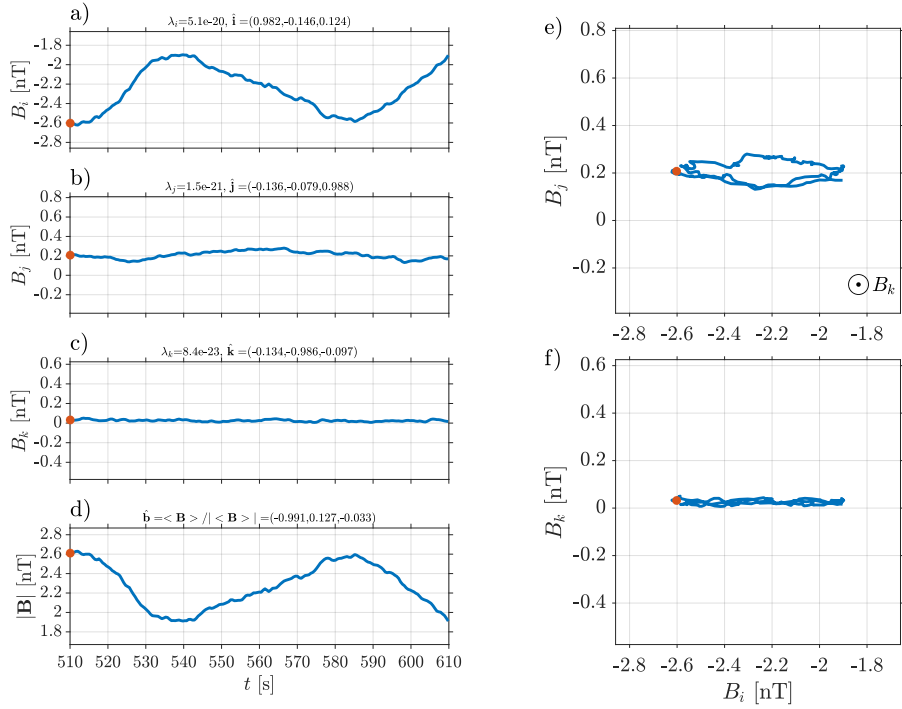 a)
λi=5.1e-20, î =(0.982,-0.146,0.124)
-1.8
-2
-2.2
-2.4
-2.6
-2.8
Bi [nT]
b)
λj=1.5e-21, ĵ =(-0.136,-0.079,0.988)
0.8
0.6
0.4
0.2
0
-0.2
Bj [nT]
c)
λk=8.4e-23, k̂ =(-0.134,-0.986,-0.097)
0.6
0.4
0.2
0
-0.2
-0.4
Bk [nT]
d)
b̂ =< B > /| < B > | =(-0.991,0.127,-0.033)
2.8
2.6
2.4
2.2
2
1.8
|B| [nT]
510 520 530 540 550 560 570 580 590 600 610
t [s]
e)
0.8
0.6
0.4
0.2
0
-0.2
Bj [nT]
Bk
-2.8 -2.6 -2.4 -2.2 -2 -1.8
f)
0.6
0.4
0.2
0
-0.2
-0.4
Bk [nT]
-2.8 -2.6 -2.4 -2.2 -2 -1.8
Bi [nT]